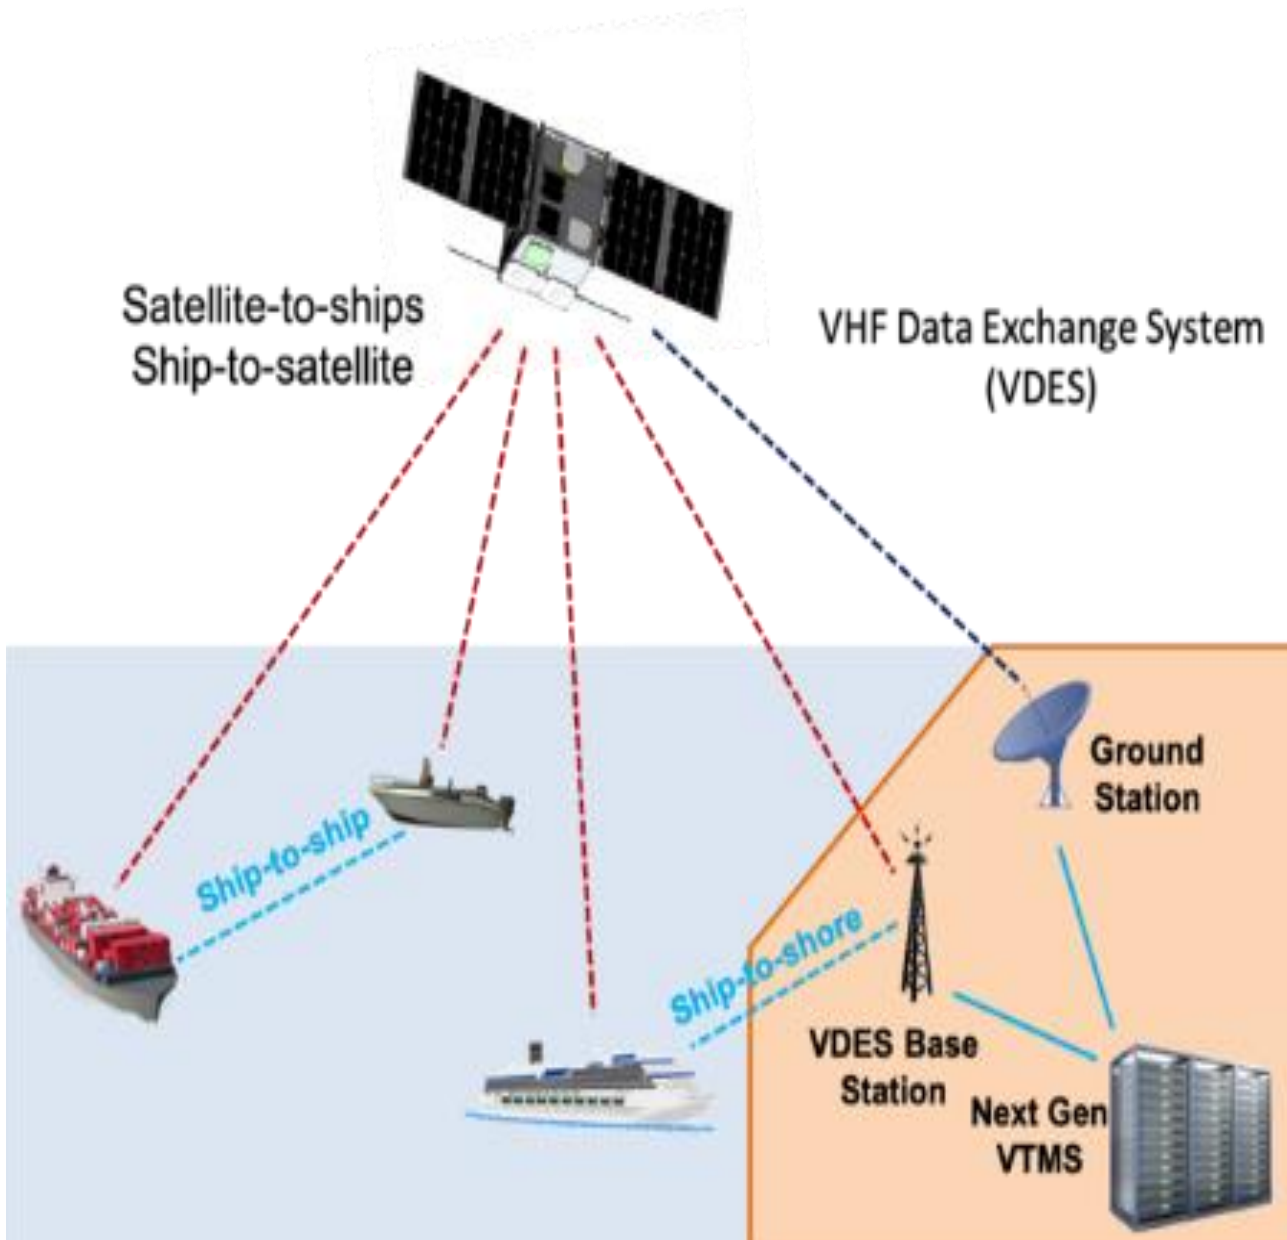 Satellite-to-ships
Ship-to-satellite
VHF Data Exchange System
(VDES)
Ground
Station
Ship-to-ship
Ship-to-shore
VDES Base
Station
Next Gen
VTMS